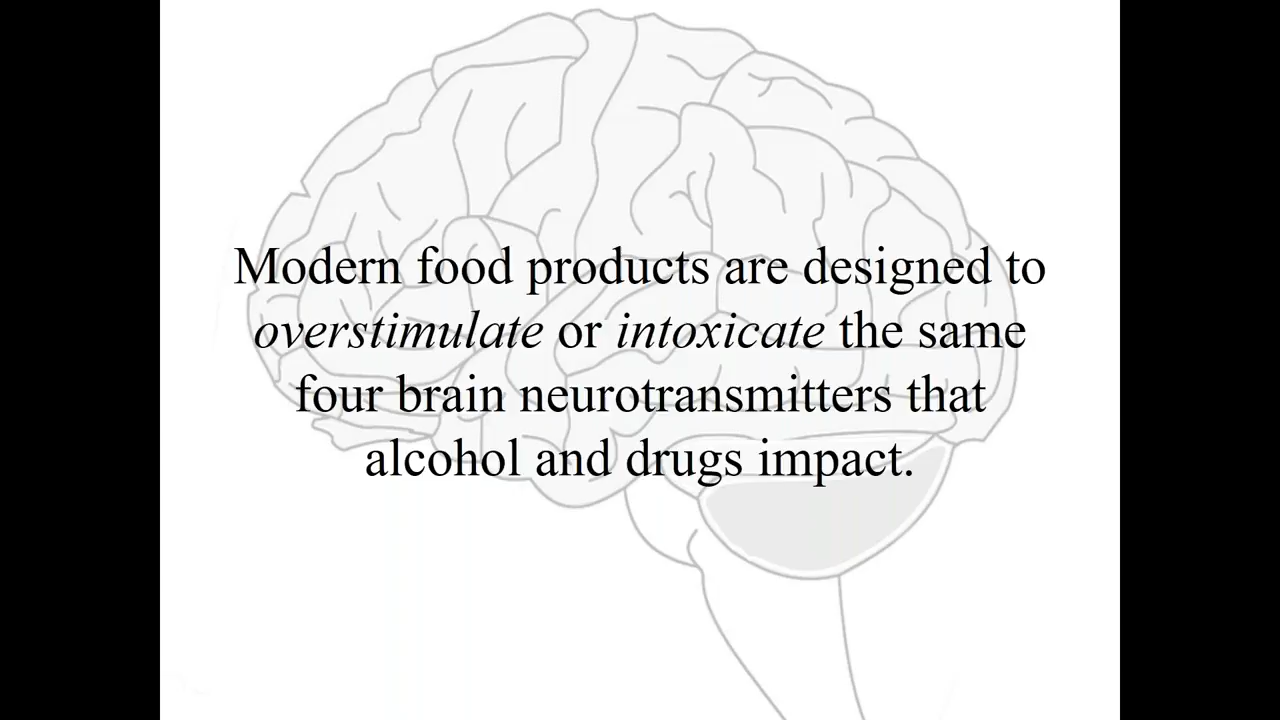 Modern food products are designed to
overstimulate or intoxicate the same
four brain neurotransmitters that
alcohol and drugs impact.